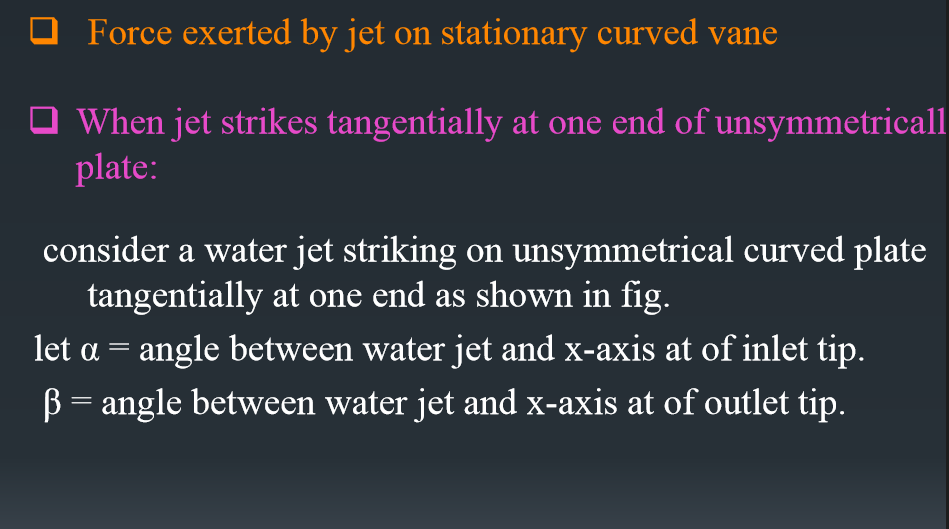 Force exerted by jet on stationary curved vane
When jet strikes tangentially at one end of unsymmetricall
plate:
consider a water jet striking on unsymmetrical curved plate
tangentially at one end as shown in fig.
let α = angle between water jet and x-axis at of inlet tip.
β = angle between water jet and x-axis at of outlet tip.